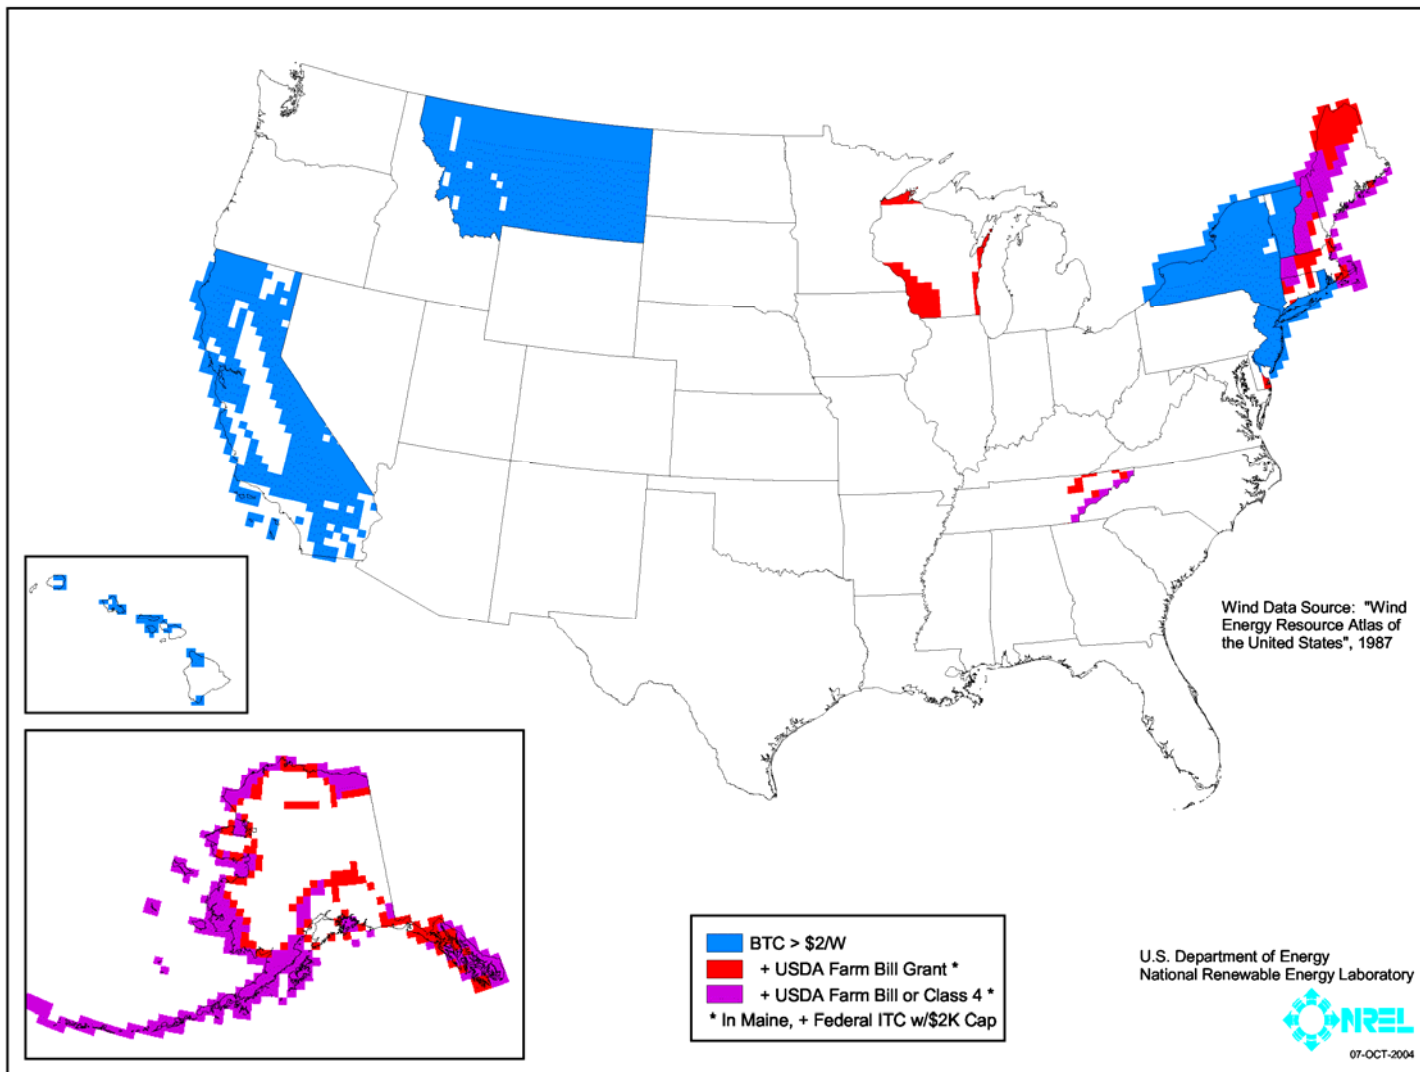 Wind Data Source:  "Wind
Energy Resource Atlas of
the United States", 1987
BTC > $2/W
+ USDA Farm Bill Grant *
+ USDA Farm Bill or Class 4 *
* In Maine, + Federal ITC w/$2K Cap
U.S. Department of Energy
National Renewable Energy Laboratory
NREL
07-OCT-2004